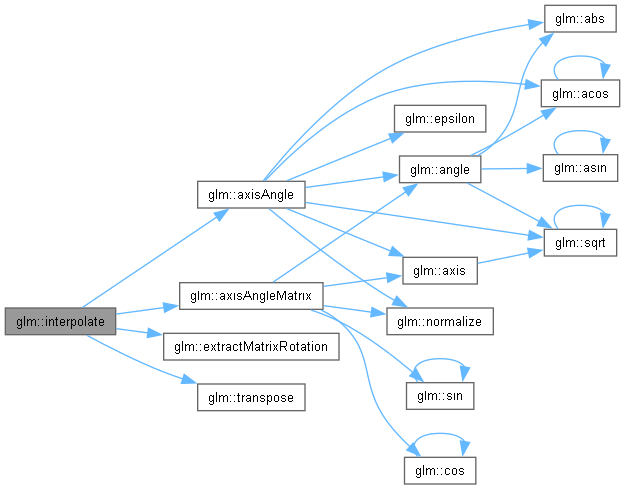 glm::abs
glm::acos
glm::epsilon
glm::angle
glm::asin
glm::axisAngle
glm::sqrt
glm::axis
glm::axisAngleMatrix
glm::interpolate
glm::normalize
glm::extractMatrixRotation
glm::transpose
glm::sin
glm::cos